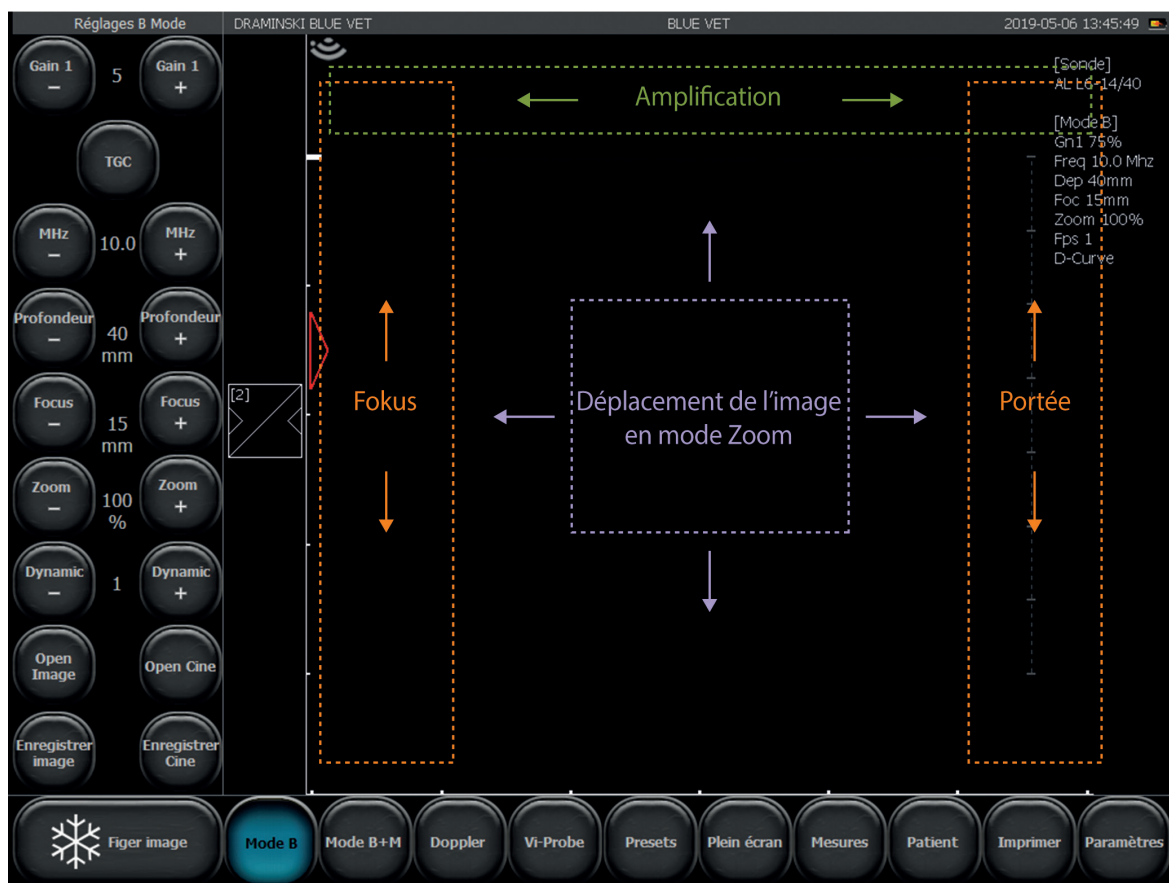 Réglages B Mode
DRAMINSKI BLUE VET
BLUE VET
2019-05-06 13:45:49
Gain 1
–
5
Gain 1
+
TGC
MHz
–
10.0
MHz
+
Profondeur
–
40
mm
Profondeur
+
Focus
–
15
mm
Focus
+
Zoom
–
100
%
Zoom
+
Dynamic
–
1
Dynamic
+
Open
Image
Open Cine
Enregistrer
image
Enregistrer
Cine
[2]
Amplification
Fokus
Déplacement de l'image
en mode Zoom
Portée
[Sonde]
AL L6-14/40
[Mode B]
Gn1 75%
Freq 10.0 Mhz
Dep 40mm
Foc 15mm
Zoom 100%
Fps 1
D-Curve
Figer image
Mode B
Mode B+M
Doppler
Vi-Probe
Presets
Plein écran
Mesures
Patient
Imprimer
Paramètres